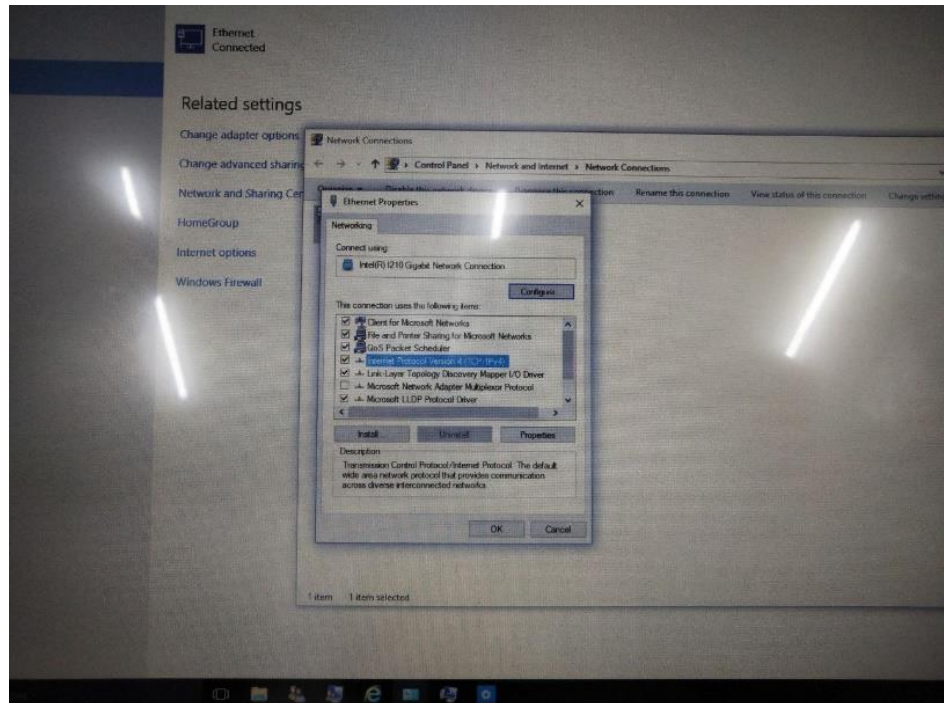 Ethernet
Connected
Related settings
Change adapter options
Change advanced sharing
Network and Sharing Cen
HomeGroup
Internet options
Windows Firewall
Network Connections
Control Panel > Network and Internet > Network Connections
Rename this connection View status of this connection
Ethernet Properties
Networking
Connect using:
Intel(R) I210 Gigabit Network Connection
Configure...
This connection uses the following items:
Client for Microsoft Networks
File and Printer Sharing for Microsoft Networks
QoS Packet Scheduler
Internet Protocol Version 4 (TCP/IPv4)
Link-Layer Topology Discovery Mapper I/O Driver
Microsoft Network Adapter Multiplexor Protocol
Microsoft LLDP Protocol Driver
Install... Uninstall Properties
Description
Transmission Control Protocol/Internet Protocol. The default
wide area network protocol that provides communication
across diverse interconnected networks.
OK Cancel
1 item 1 item selected